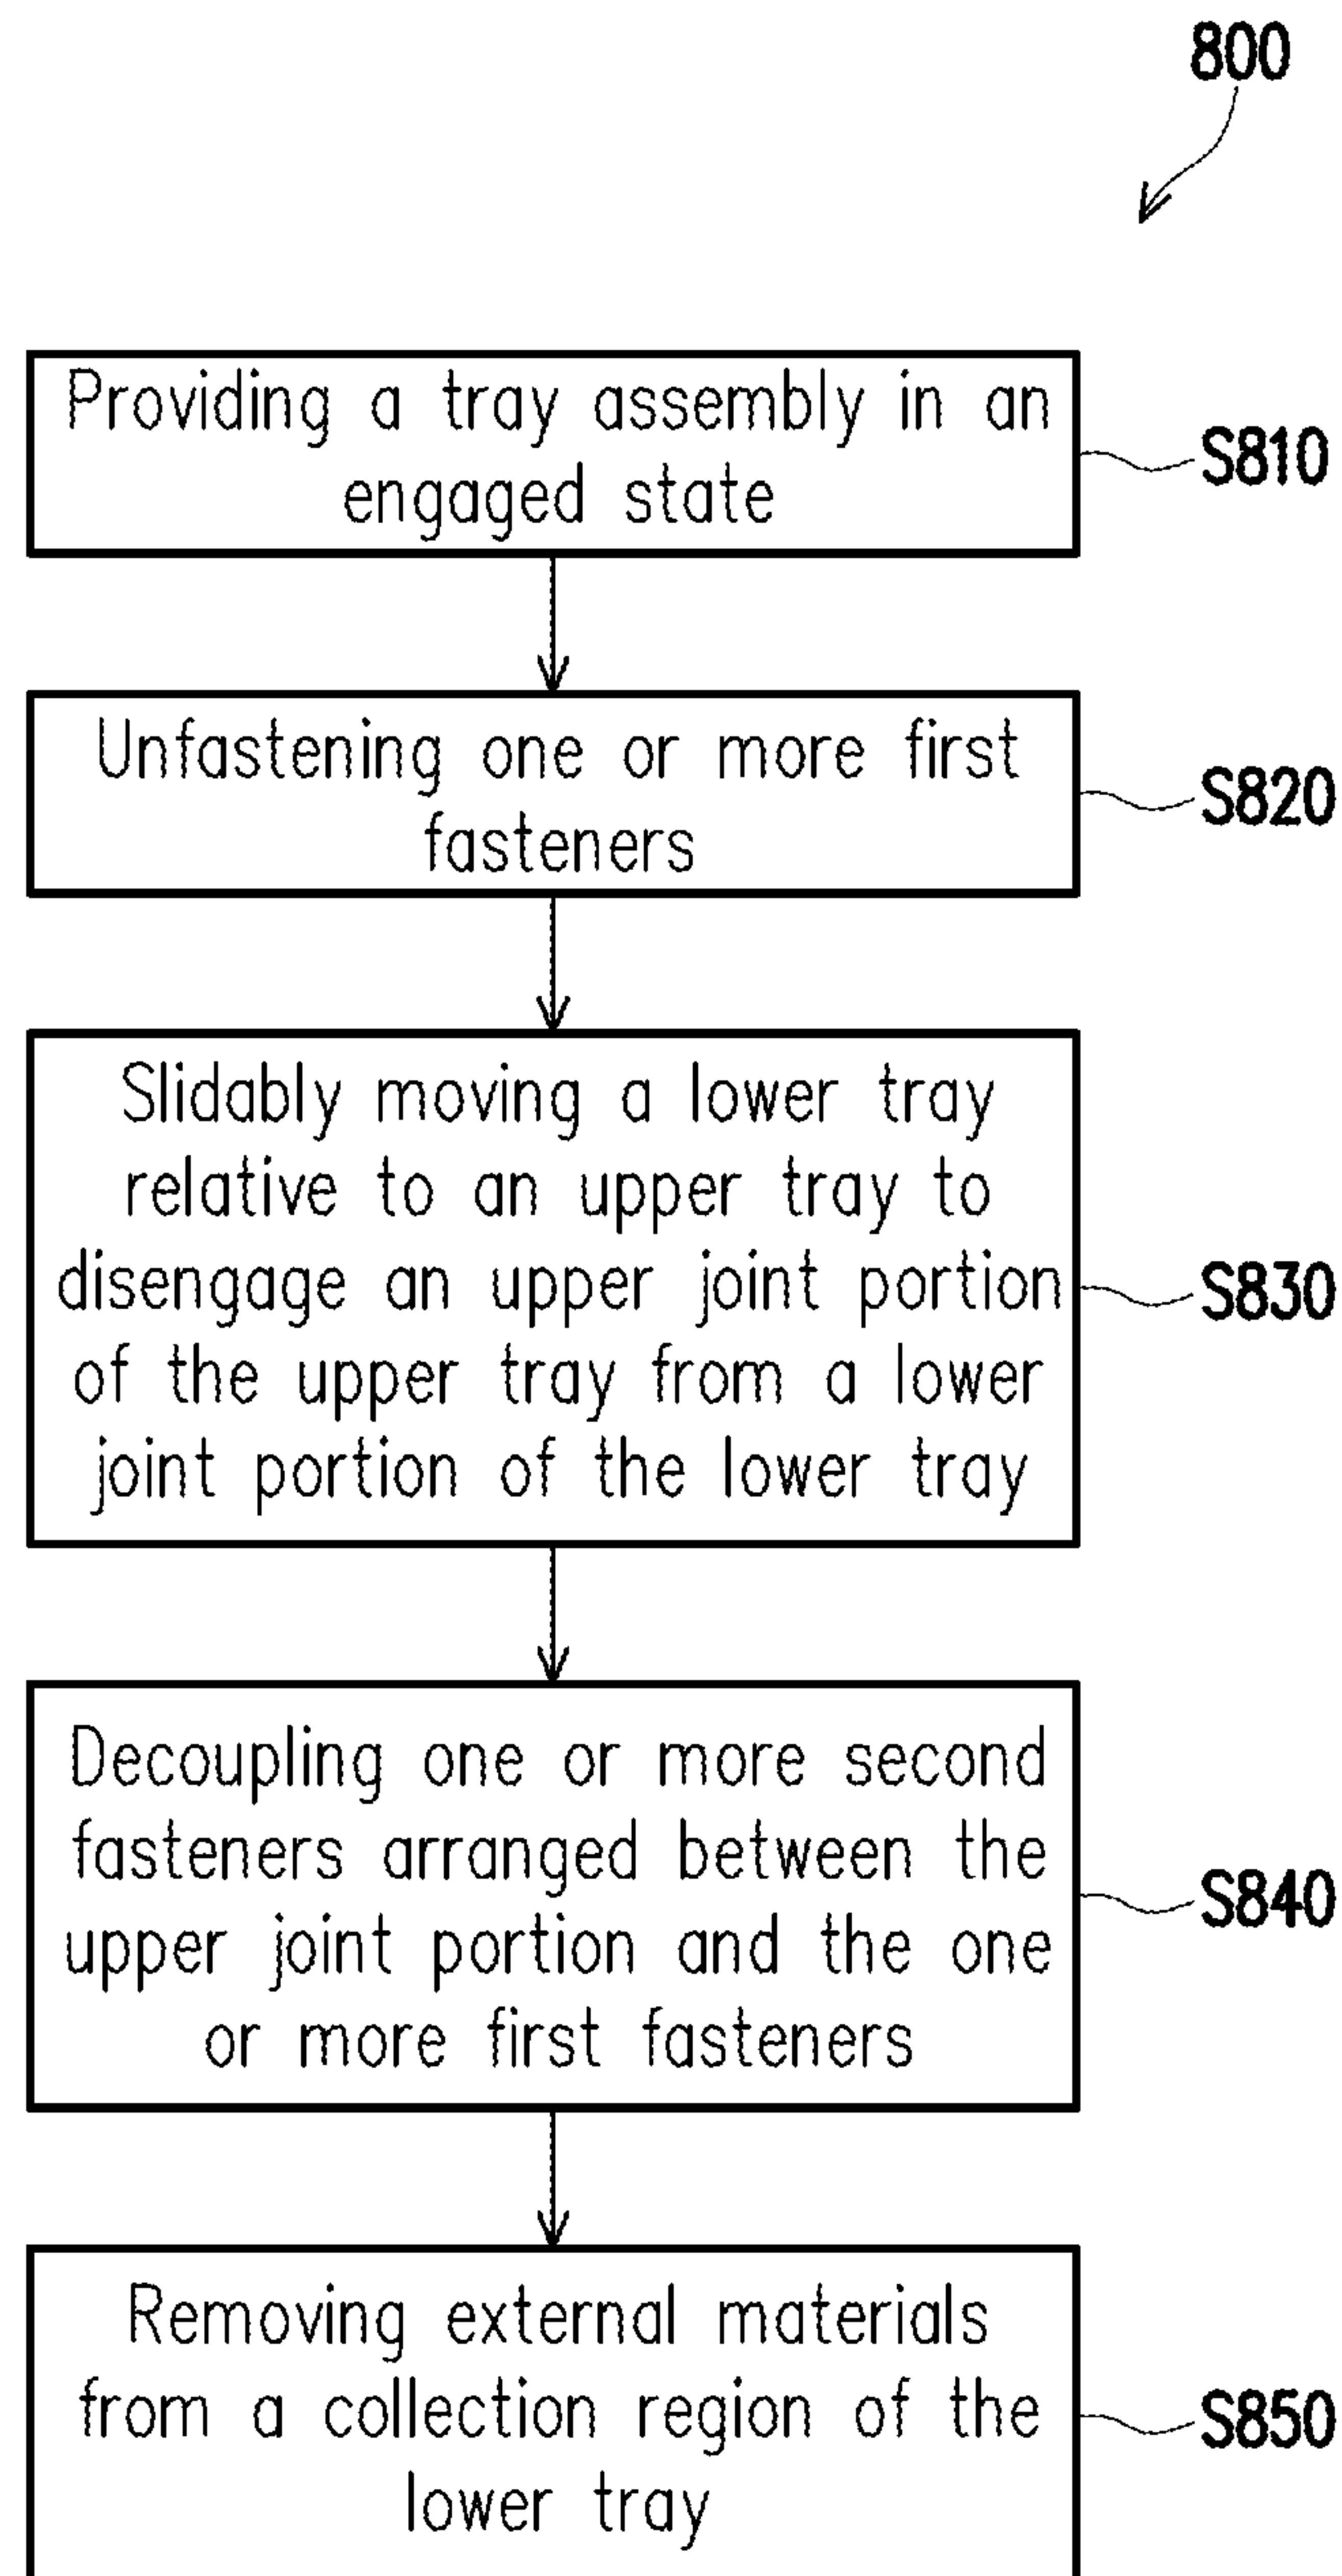 800
Providing a tray assembly in an
engaged state
S810
Unfastening one or more first
fasteners
S820
Slidably moving a lower tray
relative to an upper tray to
disengage an upper joint portion
of the upper tray from a lower
joint portion of the lower tray
S830
Decoupling one or more second
fasteners arranged between the
upper joint portion and the one
or more first fasteners
S840
Removing external materials
from a collection region of the
lower tray
S850